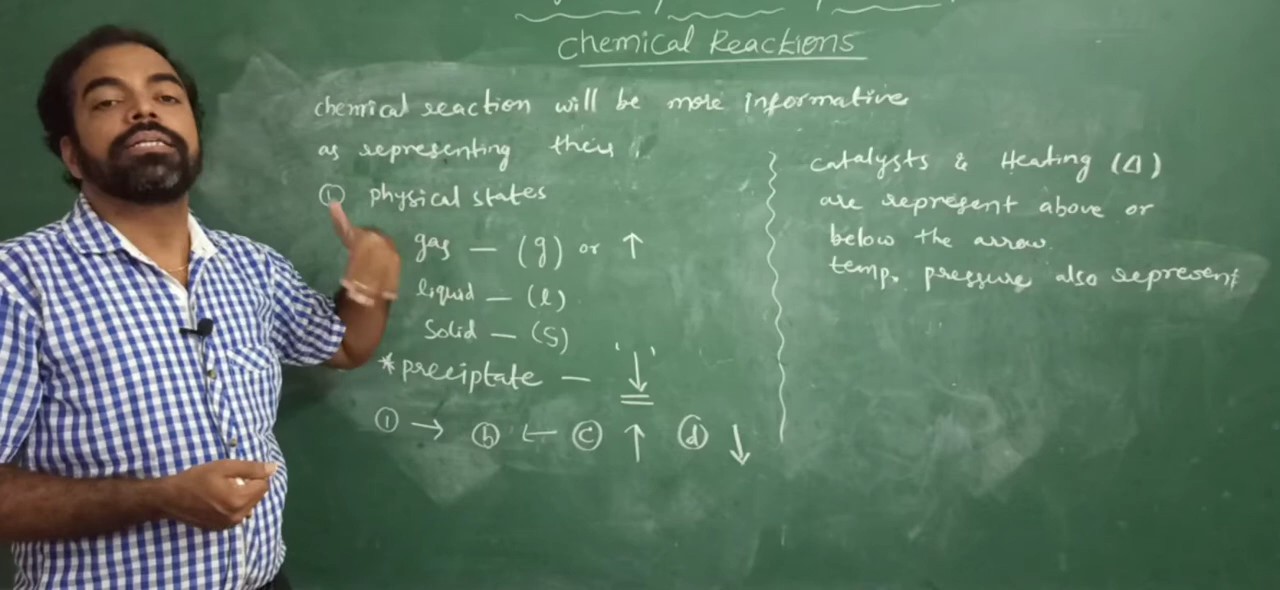 Chemical Reactions
chemical reaction will be more informative
as representing their ;
① physical states
gas — (g) or ↑
liquid — (l)
Solid — (S)
*preciptate — '↓'
① → ⓑ ← ⓒ ↑ ⓓ ↓
Catalysts & Heating (Δ)
are represent above or
below the arrow.
temp. pressure also represent